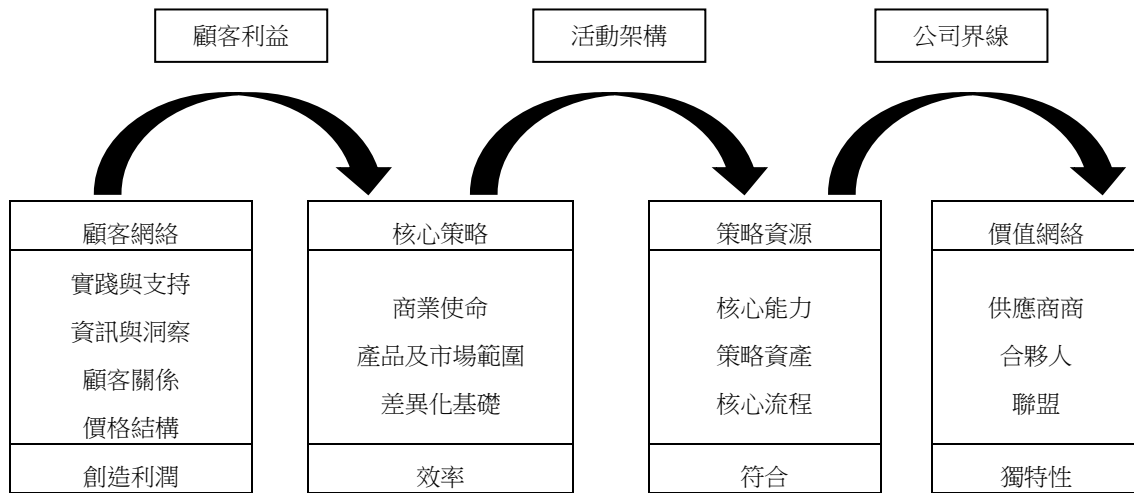 顧客利益
活動架構
公司界線
顧客網絡
實踐與支持
資訊與洞察
顧客關係
價格結構
創造利潤
核心策略
商業使命
產品及市場範圍
差異化基礎
效率
策略資源
核心能力
策略資產
核心流程
符合
價值網絡
供應商商
合夥人
聯盟
獨特性